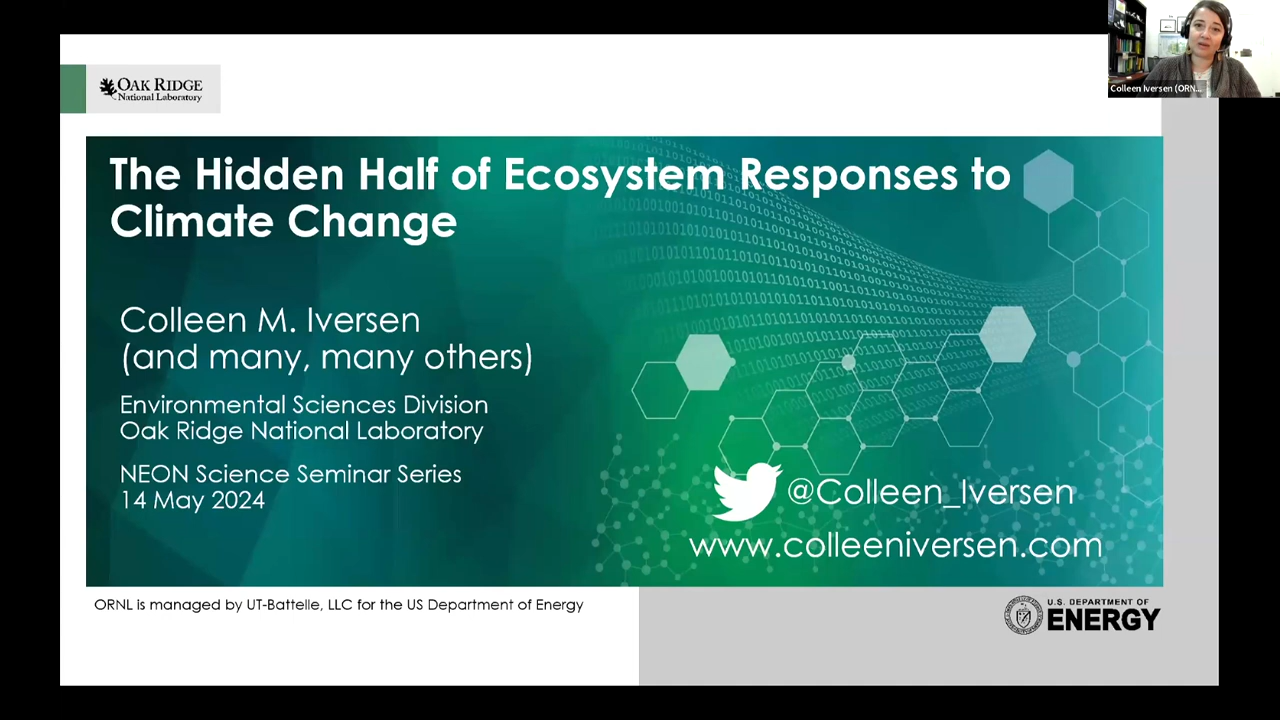 Colleen Iversen (ORN...
OAK RIDGE
National Laboratory
The Hidden Half of Ecosystem Responses to
Climate Change
Colleen M. Iversen
(and many, many others)
Environmental Sciences Division
Oak Ridge National Laboratory
NEON Science Seminar Series
14 May 2024
@Colleen_Iversen
www.colleeniversen.com
ORNL is managed by UT-Battelle, LLC for the US Department of Energy
U.S. DEPARTMENT OF
ENERGY